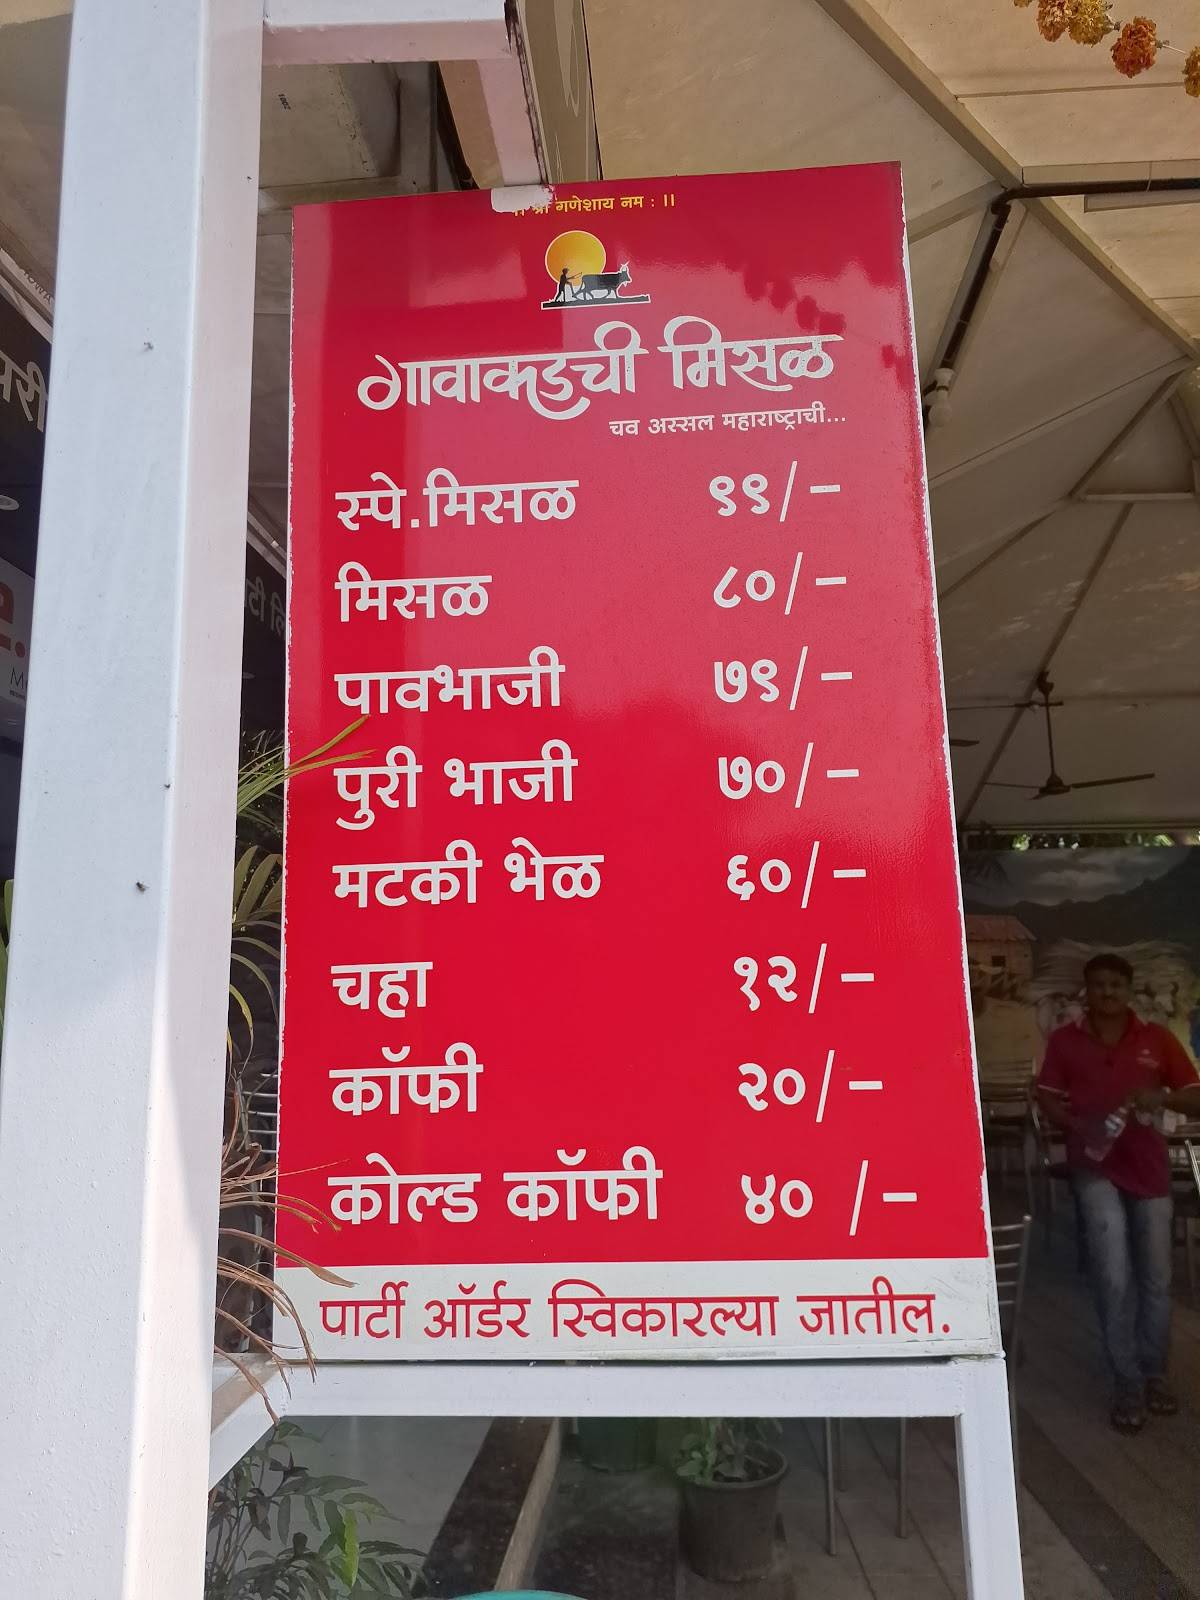 ।। श्री गणेशाय नम : ।।
गावाकडची मिसळ
चव अस्सल महाराष्ट्राची...
स्पे.मिसळ ९९/–
मिसळ ८०/–
पावभाजी ७९/–
पुरी भाजी ७०/–
मटकी भेळ ६०/–
चहा १२/–
कॉफी २०/–
कोल्ड कॉफी ४० /–
पार्टी ऑर्डर स्विकारल्या जातील.